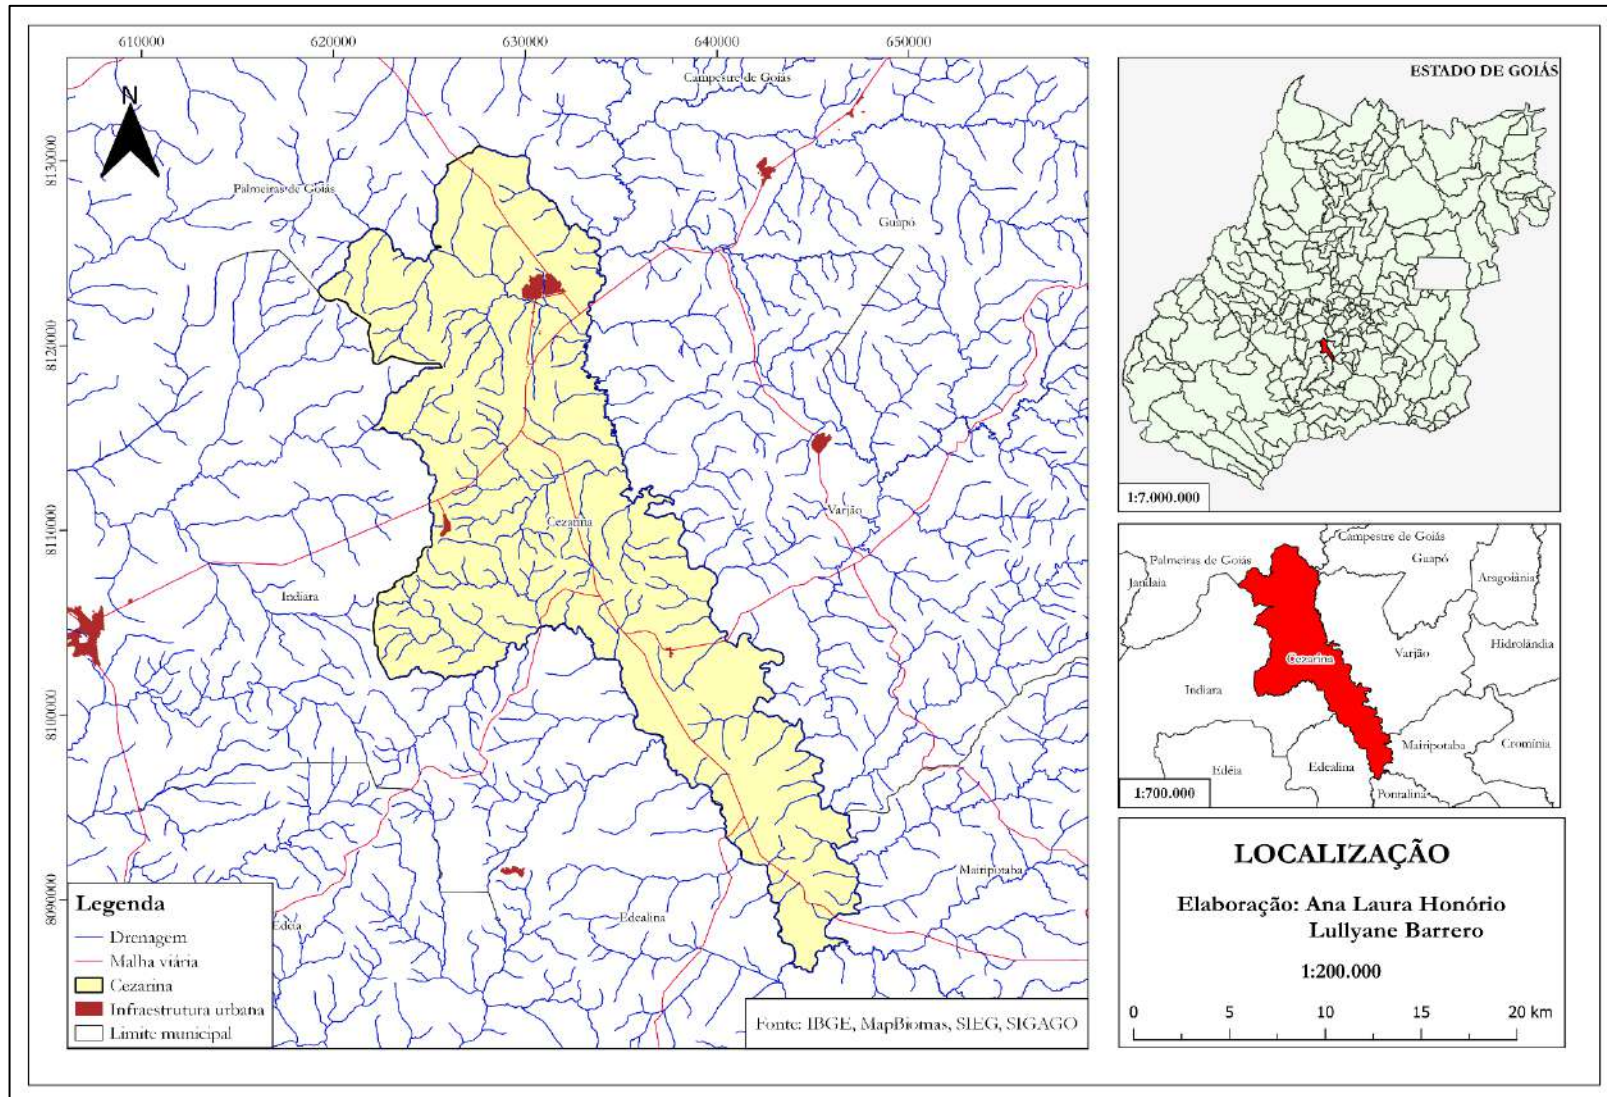 610000
620000
630000
640000
650000
8130000
8120000
8110000
8100000
8090000
N
Campestre de Goiás
Palmeiras de Goiás
Guapó
Cezarina
Varjão
Indiara
Mairipotaba
Edealina
Edéia
Legenda
Drenagem
Malha viária
Cezarina
Infraestrutura urbana
Limite municipal
Fonte: IBGE, MapBiomas, SIEG, SIGAGO
ESTADO DE GOIÁS
1:7.000.000
Campestre de Goiás
Palmeiras de Goiás
Guapó
Jandaia
Aragoiânia
Hidrolândia
Varjão
Cezarina
Indiara
Mairipotaba
Cromínia
Edéia
Edealina
Pontalina
1:700.000
LOCALIZAÇÃO
Elaboração: Ana Laura Honório
Lullyane Barrero
1:200.000
0 5 10 15 20 km